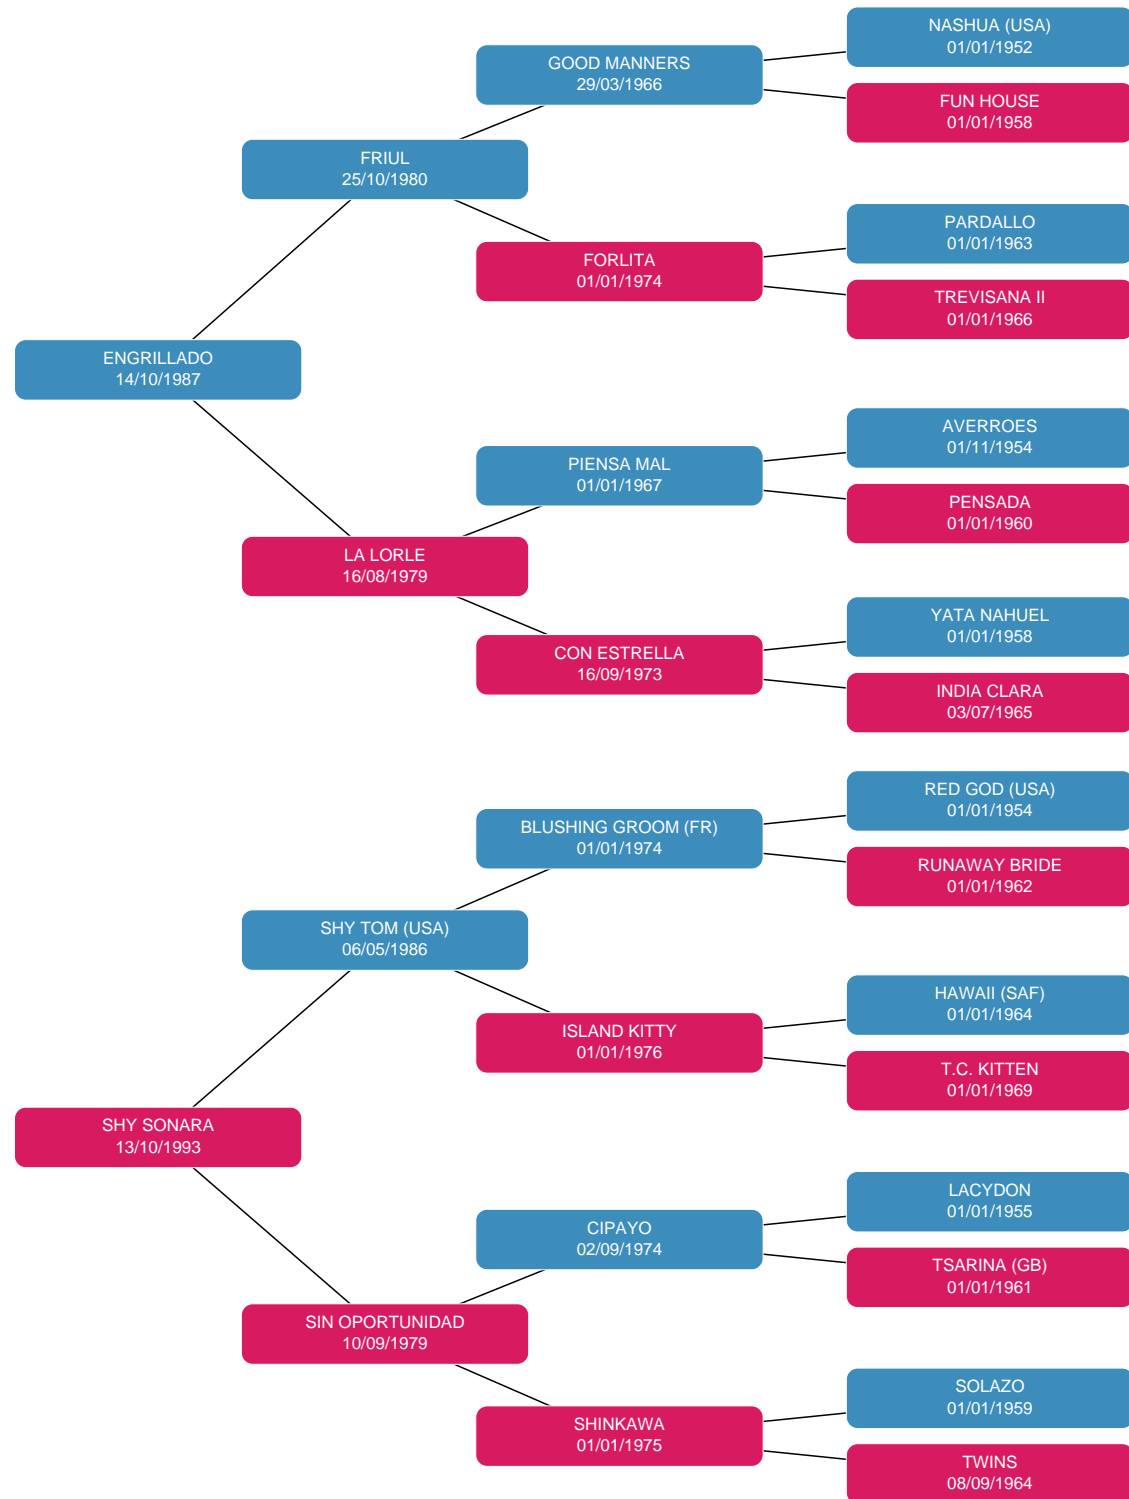 NASHUA (USA)
01/01/1952
GOOD MANNERS
29/03/1966
FUN HOUSE
01/01/1958
FRIUL
25/10/1980
PARDALLO
01/01/1963
FORLITA
01/01/1974
TREVISANA II
01/01/1966
ENGRILLADO
14/10/1987
AVERROES
01/11/1954
PIENSA MAL
01/01/1967
PENSADA
01/01/1960
LA LORLE
16/08/1979
YATA NAHUEL
01/01/1958
CON ESTRELLA
16/09/1973
INDIA CLARA
03/07/1965
RED GOD (USA)
01/01/1954
BLUSHING GROOM (FR)
01/01/1974
RUNAWAY BRIDE
01/01/1962
SHY TOM (USA)
06/05/1986
HAWAII (SAF)
01/01/1964
ISLAND KITTY
01/01/1976
T.C. KITTEN
01/01/1969
SHY SONARA
13/10/1993
LACYDON
01/01/1955
CIPAYO
02/09/1974
TSARINA (GB)
01/01/1961
SIN OPORTUNIDAD
10/09/1979
SOLAZO
01/01/1959
SHINKAWA
01/01/1975
TWINS
08/09/1964